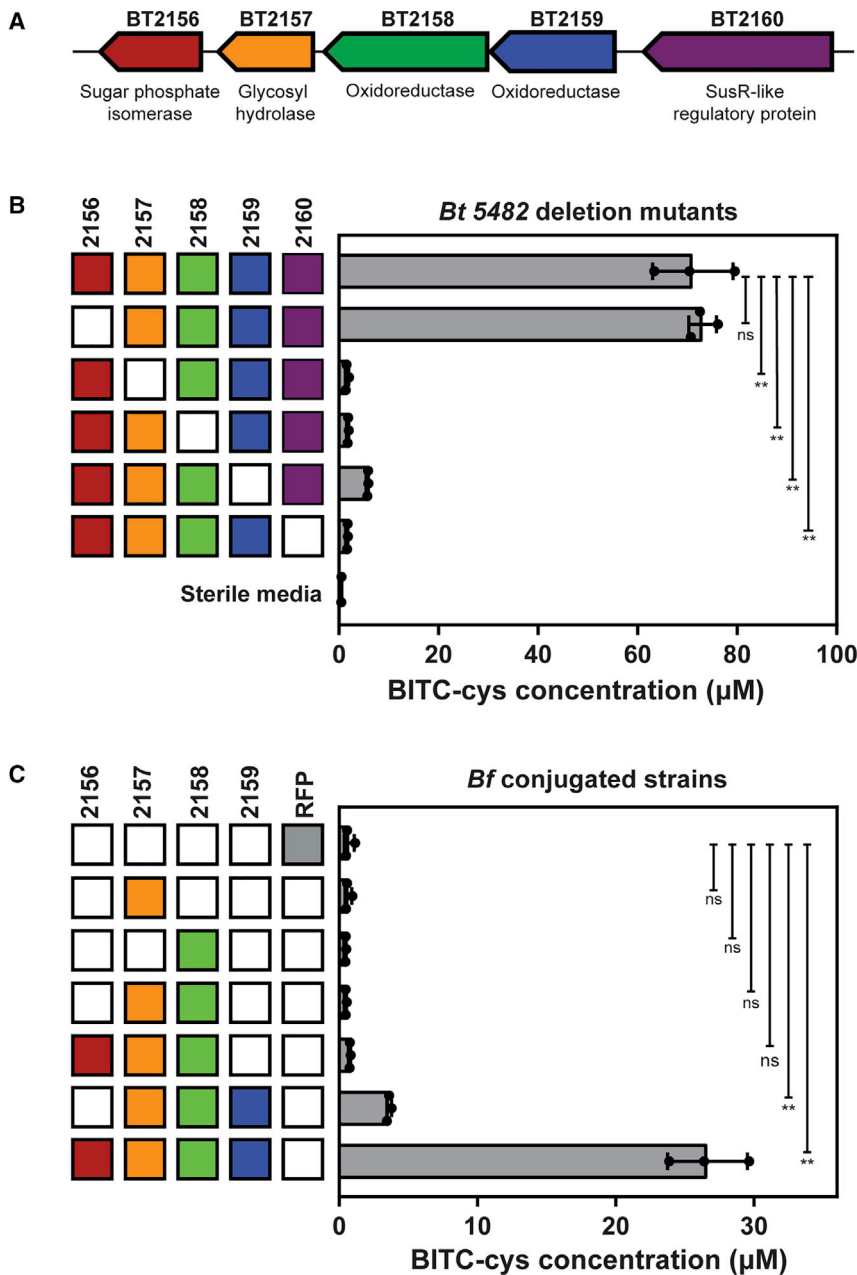 A
BT2156 BT2157 BT2158 BT2159 BT2160
Sugar phosphate isomerase
Glycosyl hydrolase
Oxidoreductase
Oxidoreductase
SusR-like regulatory protein
B
2156 2157 2158 2159 2160
Bt 5482 deletion mutants
ns
**
**
**
**
Sterile media
0 20 40 60 80 100
BITC-cys concentration (µM)
C
2156 2157 2158 2159 RFP
Bf conjugated strains
ns
ns
ns
ns
**
**
0 10 20 30
BITC-cys concentration (µM)